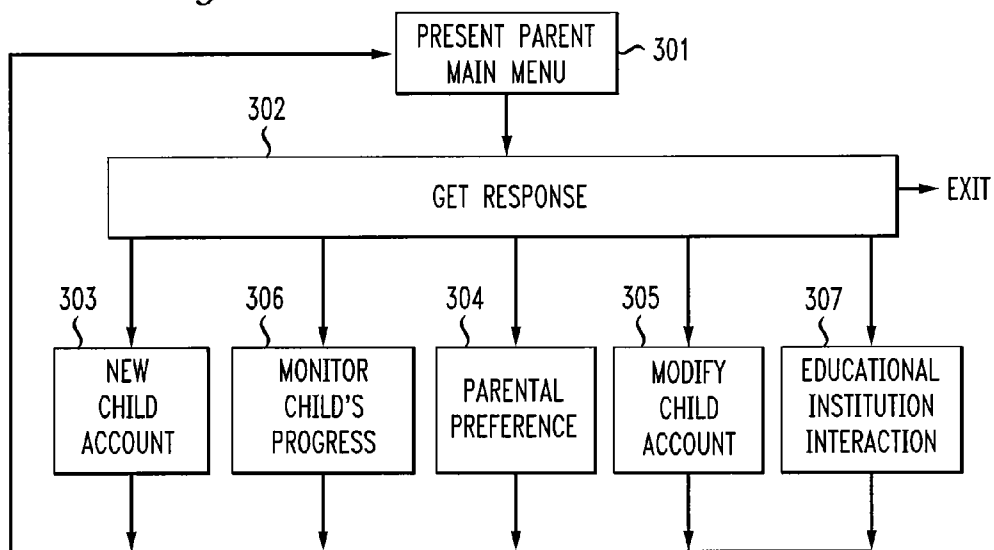 PRESENT PARENT
MAIN MENU
301
302
GET RESPONSE
EXIT
303
306
304
305
307
NEW
CHILD
ACCOUNT
MONITOR
CHILD'S
PROGRESS
PARENTAL
PREFERENCE
MODIFY
CHILD
ACCOUNT
EDUCATIONAL
INSTITUTION
INTERACTION